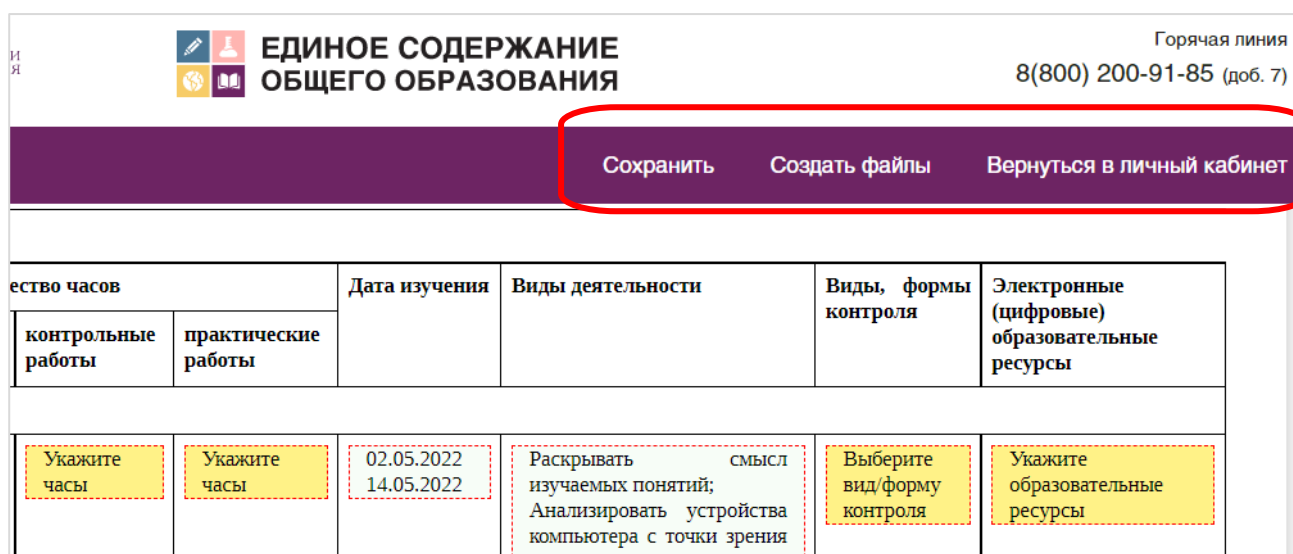 И
Я
ЕДИНОЕ СОДЕРЖАНИЕ
ОБЩЕГО ОБРАЗОВАНИЯ
Горячая линия
8(800) 200-91-85 (доб. 7)
Сохранить Создать файлы Вернуться в личный кабинет
ество часов
контрольные
работы
практические
работы
Дата изучения
Виды деятельности
Виды, формы
контроля
Электронные
(цифровые)
образовательные
ресурсы
Укажите
часы
Укажите
часы
02.05.2022
14.05.2022
Раскрывать смысл
изучаемых понятий;
Анализировать устройства
компьютера с точки зрения
Выберите
вид/форму
контроля
Укажите
образовательные
ресурсы